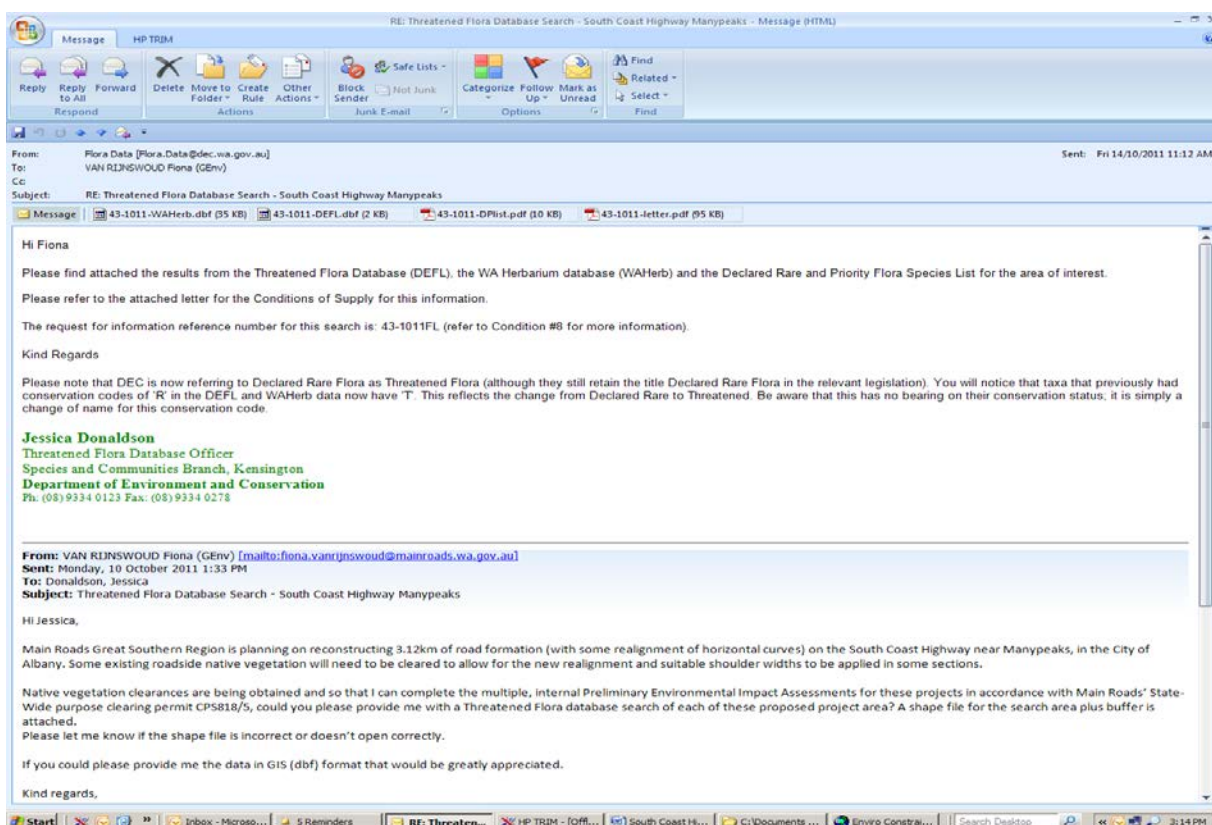 RE: Threatened Flora Database Search - South Coast Highway Manypeaks - Message (HTML)
Message HP TRIM
Reply Reply to All Forward Delete Move to Folder Create Rule Other Actions Block Sender Safe Lists Not Junk Categorize Follow Up Mark as Unread Find Related Select
Respond Actions Junk E-mail Options Find
From: Flora Data [Flora.Data@dec.wa.gov.au] Sent: Fri 14/10/2011 11:12 AM
To: VAN RIJNSWOUD Fiona (GEnv)
Cc:
Subject: RE: Threatened Flora Database Search - South Coast Highway Manypeaks
Message 43-1011-WAHerb.dbf (35 KB) 43-1011-DEFL.dbf (2 KB) 43-1011-DPlist.pdf (10 KB) 43-1011-letter.pdf (95 KB)
Hi Fiona
Please find attached the results from the Threatened Flora Database (DEFL), the WA Herbarium database (WAHerb) and the Declared Rare and Priority Flora Species List for the area of interest.
Please refer to the attached letter for the Conditions of Supply for this information.
The request for information reference number for this search is: 43-1011FL (refer to Condition #8 for more information).
Kind Regards
Please note that DEC is now referring to Declared Rare Flora as Threatened Flora (although they still retain the title Declared Rare Flora in the relevant legislation). You will notice that taxa that previously had
conservation codes of 'R' in the DEFL and WAHerb data now have 'T'. This reflects the change from Declared Rare to Threatened. Be aware that this has no bearing on their conservation status; it is simply a
change of name for this conservation code.
Jessica Donaldson
Threatened Flora Database Officer
Species and Communities Branch, Kensington
Department of Environment and Conservation
Ph: (08) 9334 0123 Fax: (08) 9334 0278
From: VAN RIJNSWOUD Fiona (GEnv) [mailto:fiona.vanrijnswoud@mainroads.wa.gov.au]
Sent: Monday, 10 October 2011 1:33 PM
To: Donaldson, Jessica
Subject: Threatened Flora Database Search - South Coast Highway Manypeaks
Hi Jessica,
Main Roads Great Southern Region is planning on reconstructing 3.12km of road formation (with some realignment of horizontal curves) on the South Coast Highway near Manypeaks, in the City of
Albany. Some existing roadside native vegetation will need to be cleared to allow for the new realignment and suitable shoulder widths to be applied in some sections.
Native vegetation clearances are being obtained and so that I can complete the multiple, internal Preliminary Environmental Impact Assessments for these projects in accordance with Main Roads' State-
Wide purpose clearing permit CPS818/5, could you please provide me with a Threatened Flora database search of each of these proposed project area? A shape file for the search area plus buffer is
attached.
Please let me know if the shape file is incorrect or doesn't open correctly.
If you could please provide me the data in GIS (dbf) format that would be greatly appreciated.
Kind regards,
Start Inbox - Microso... 5 Reminders RE: Threaten... HP TRIM - [Offi... South Coast Hi... C:\Documents ... Enviro Constrai... Search Desktop 3:14 PM